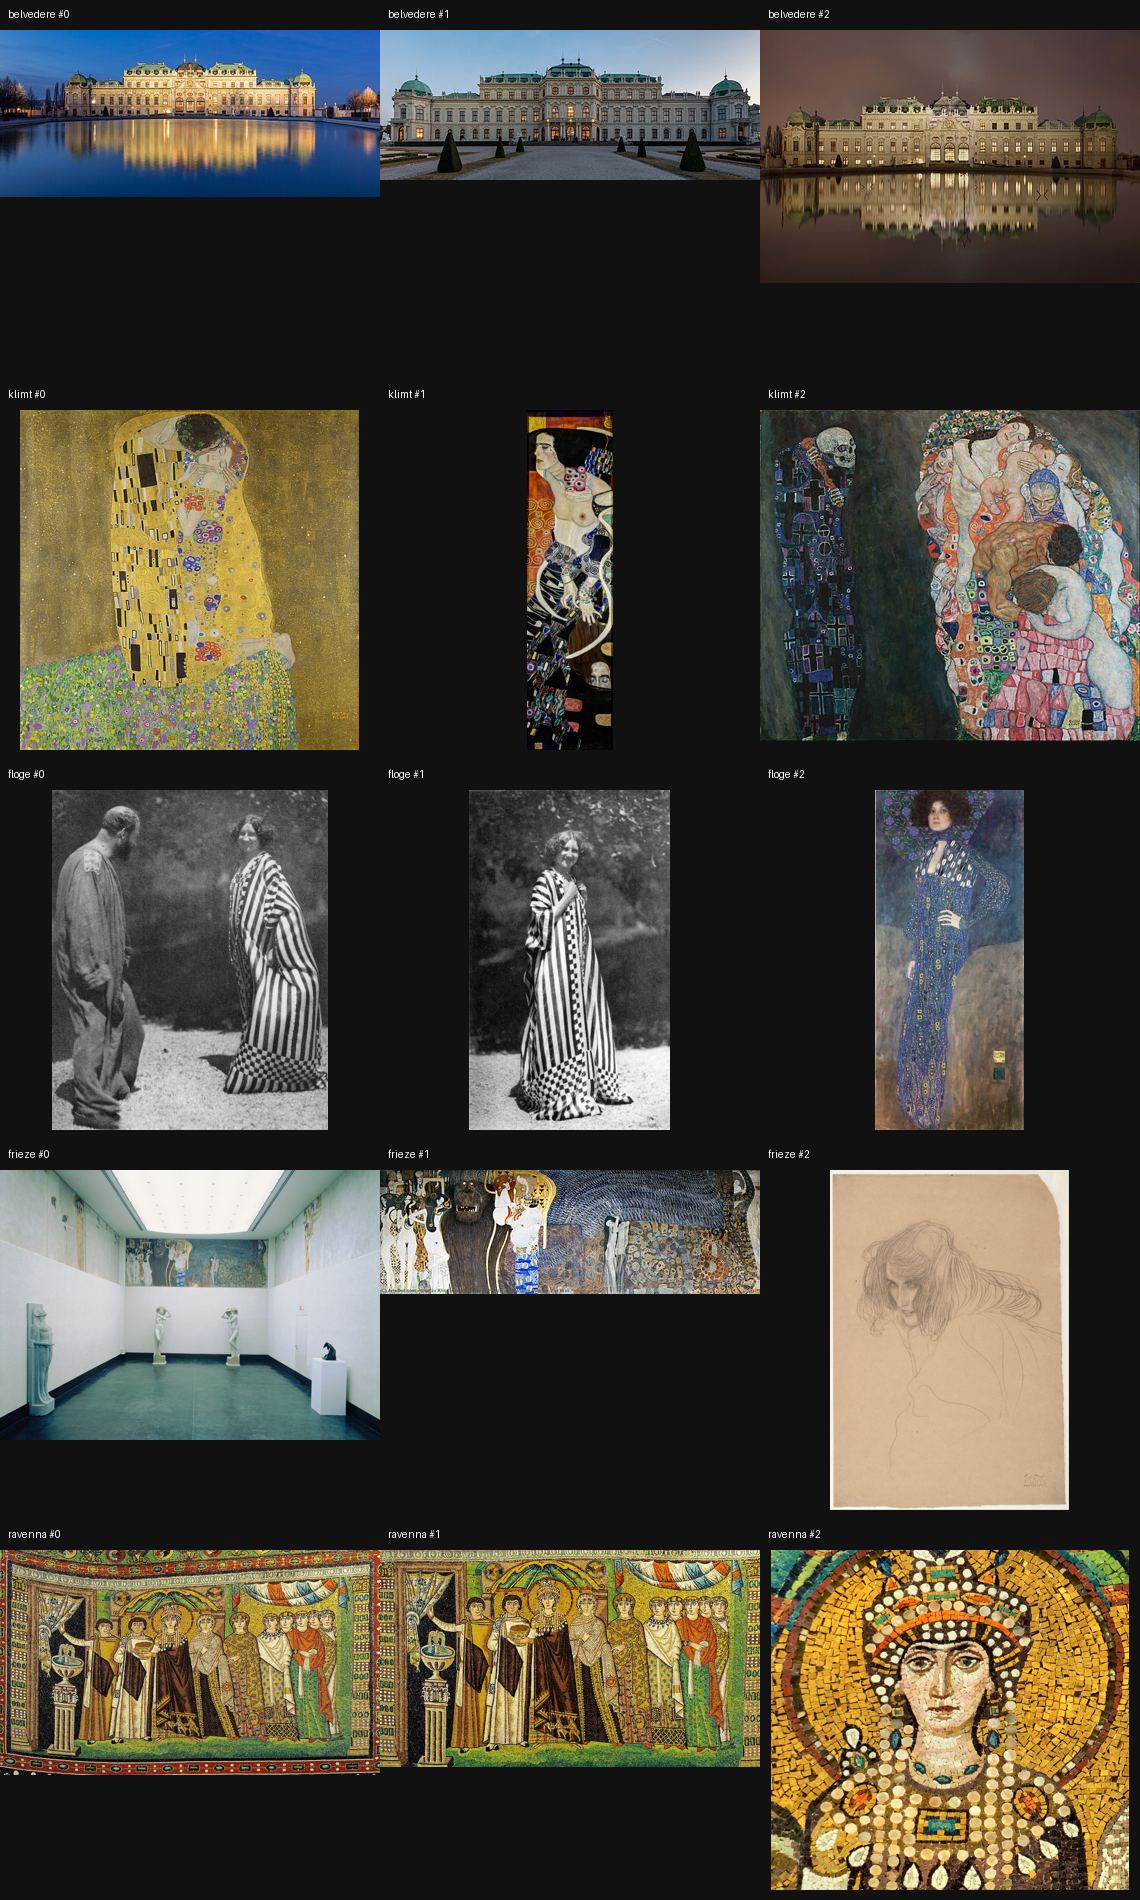 belvedere #0
belvedere #1
belvedere #2
klimt #0
klimt #1
klimt #2
floge #0
floge #1
floge #2
frieze #0
frieze #1
frieze #2
ravenna #0
ravenna #1
ravenna #2